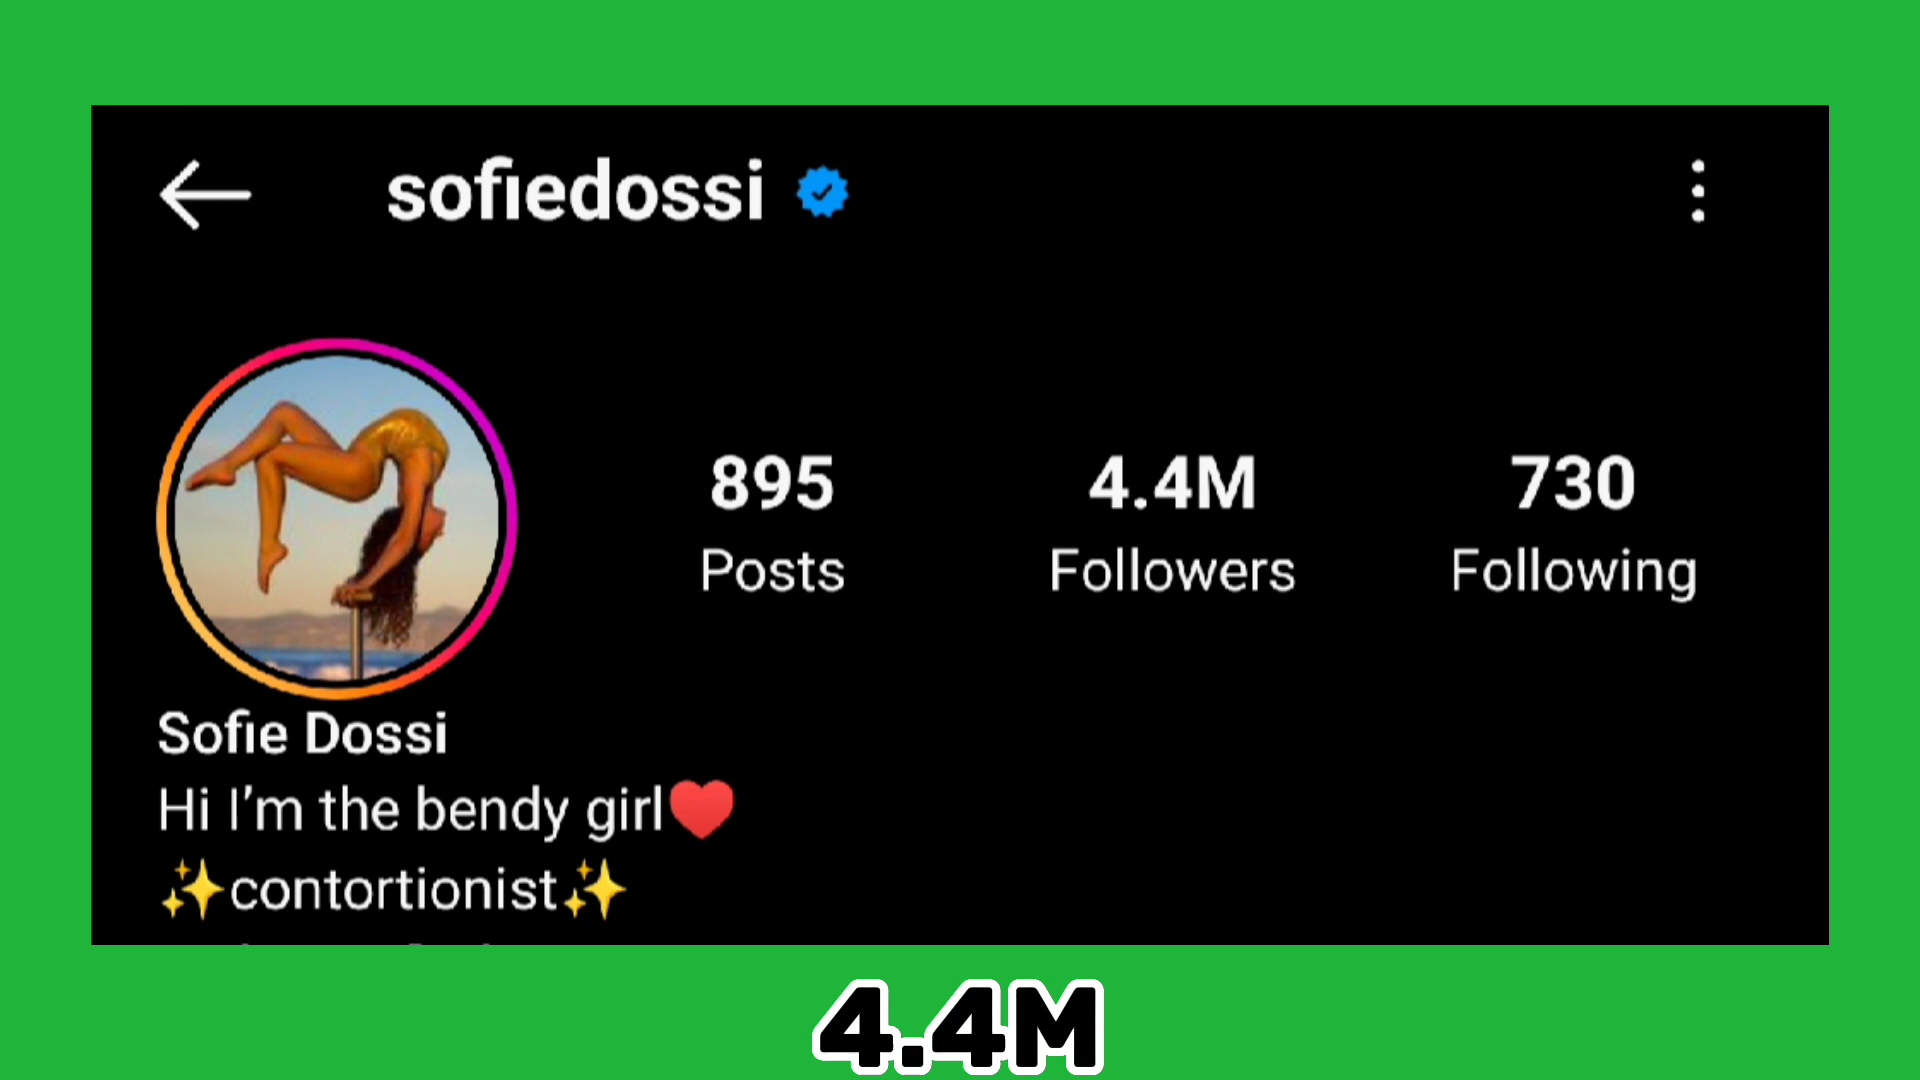 sofiedossi
895 4.4M 730
Posts Followers Following
Sofie Dossi
Hi I'm the bendy girl❤️
✨contortionist✨
4.4M